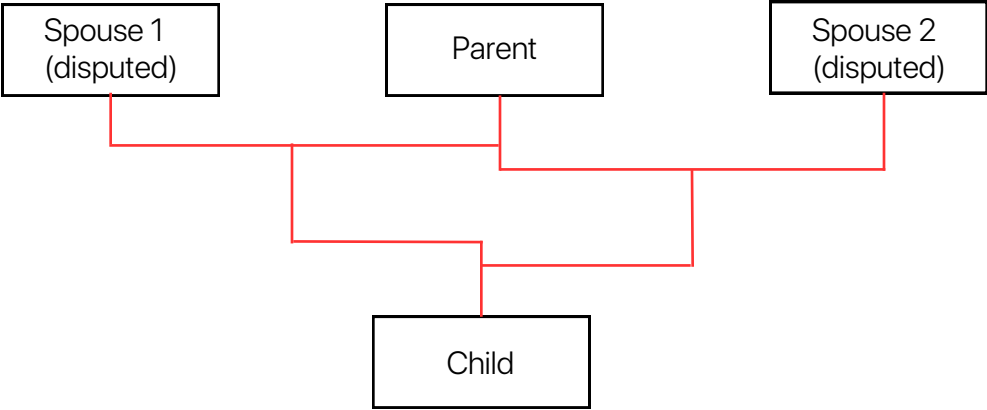 Spouse 1
(disputed)
Parent
Spouse 2
(disputed)
Child